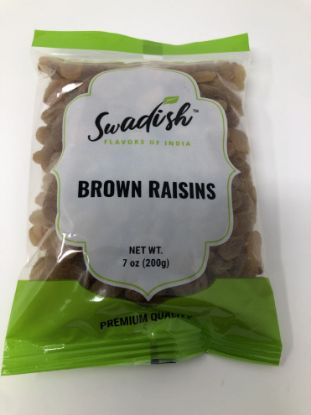 Swadish™
FLAVORS OF INDIA
BROWN RAISINS
NET WT.
7 oz (200g)
PREMIUM QUALITY